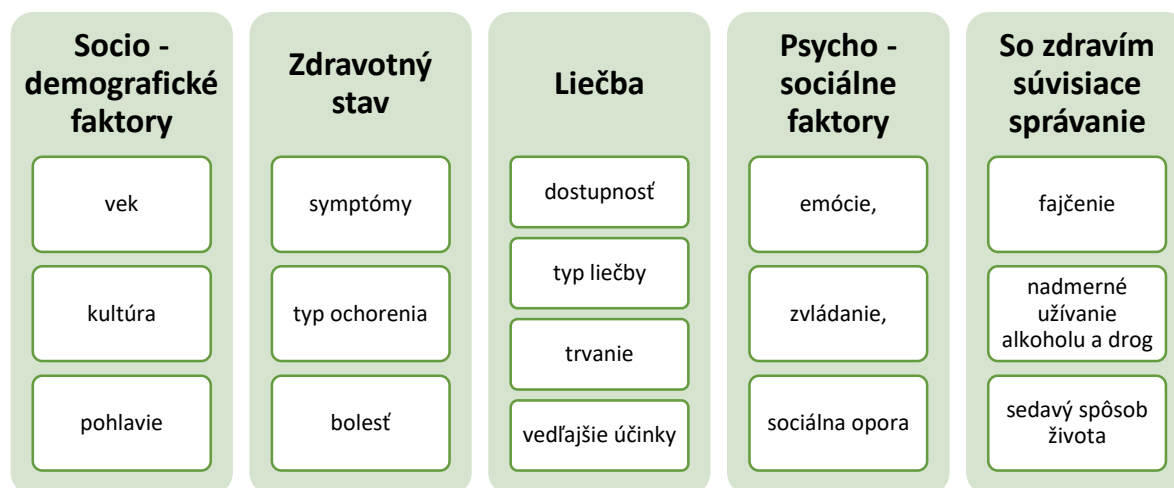 Socio -
demografické
faktory
vek
kultúra
pohlavie
Zdravotný
stav
symptómy
typ ochorenia
bolesť
Liečba
dostupnosť
typ liečby
trvanie
vedľajšie účinky
Psycho -
sociálne
faktory
emócie,
zvládanie,
sociálna opora
So zdravím
súvisiace
správanie
fajčenie
nadmerné
užívanie
alkoholu a drog
sedavý spôsob
života